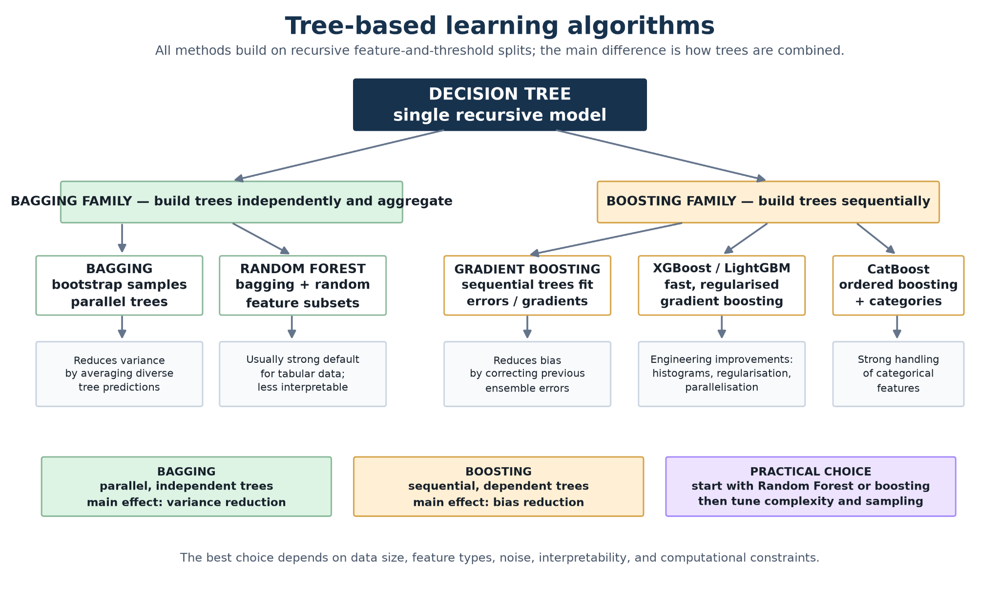 Tree-based learning algorithms
All methods build on recursive feature-and-threshold splits; the main difference is how trees are combined.
DECISION TREE
single recursive model
BAGGING FAMILY — build trees independently and aggregate
BOOSTING FAMILY — build trees sequentially
BAGGING
bootstrap samples
parallel trees
RANDOM FOREST
bagging + random
feature subsets
GRADIENT BOOSTING
sequential trees fit
errors / gradients
XGBoost / LightGBM
fast, regularised
gradient boosting
CatBoost
ordered boosting
+ categories
Reduces variance
by averaging diverse
tree predictions
Usually strong default
for tabular data;
less interpretable
Reduces bias
by correcting previous
ensemble errors
Engineering improvements:
histograms, regularisation,
parallelisation
Strong handling
of categorical
features
BAGGING
parallel, independent trees
main effect: variance reduction
BOOSTING
sequential, dependent trees
main effect: bias reduction
PRACTICAL CHOICE
start with Random Forest or boosting
then tune complexity and sampling
The best choice depends on data size, feature types, noise, interpretability, and computational constraints.